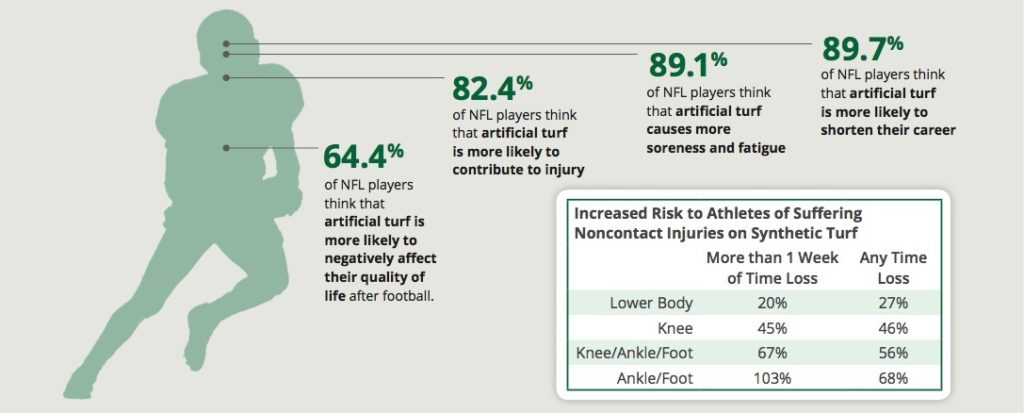 64.4%
of NFL players
think that
artificial turf is
more likely to
negatively affect
their quality of
life after football.
82.4%
of NFL players think
that artificial turf
is more likely to
contribute to injury
89.1%
of NFL players think
that artificial turf
causes more
soreness and fatigue
89.7%
of NFL players think
that artificial turf
is more likely to
shorten their career
Increased Risk to Athletes of Suffering
Noncontact Injuries on Synthetic Turf
More than 1 Week Any Time
of Time Loss Loss
Lower Body 20% 27%
Knee 45% 46%
Knee/Ankle/Foot 67% 56%
Ankle/Foot 103% 68%